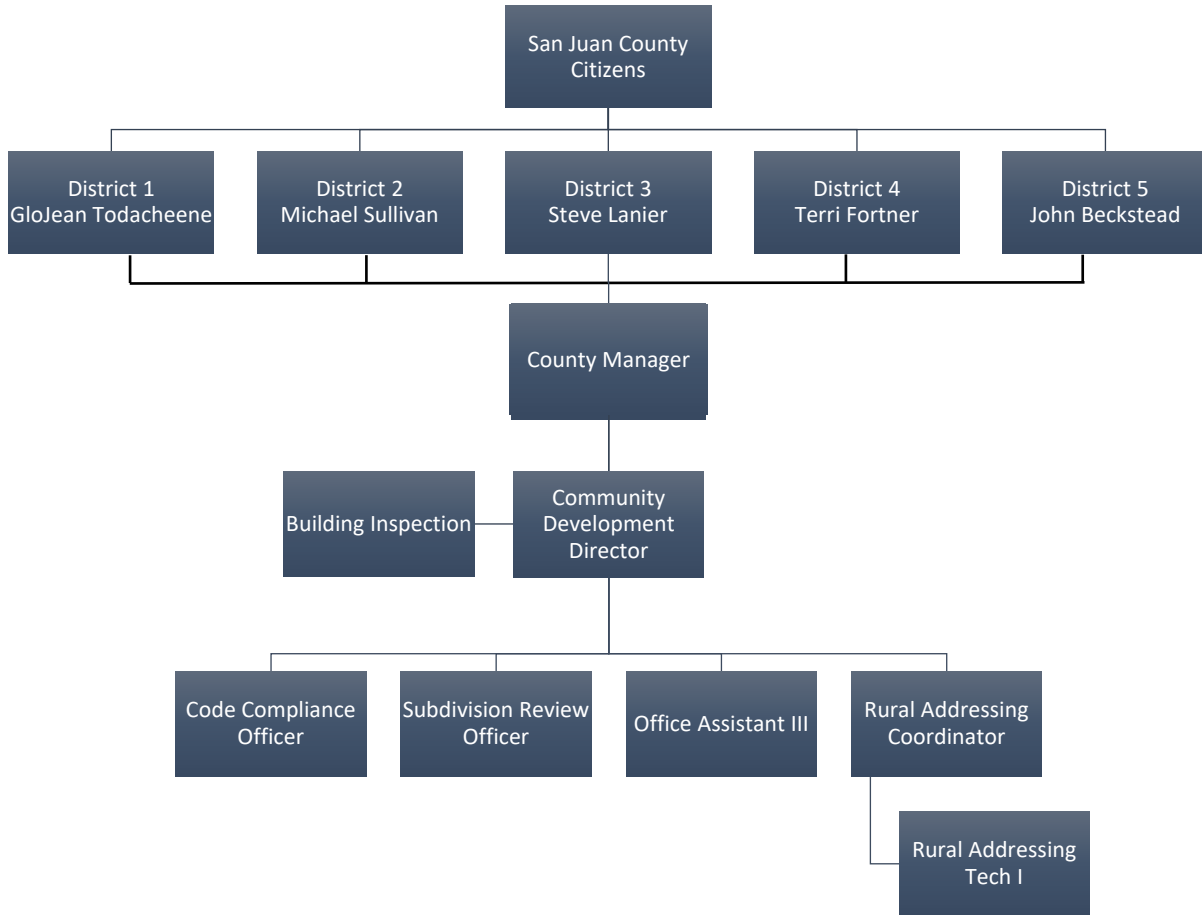 San Juan County
Citizens
District 1
GloJean Todacheene
District 2
Michael Sullivan
District 3
Steve Lanier
District 4
Terri Fortner
District 5
John Beckstead
County Manager
Building Inspection
Community
Development
Director
Code Compliance
Officer
Subdivision Review
Officer
Office Assistant III
Rural Addressing
Coordinator
Rural Addressing
Tech I